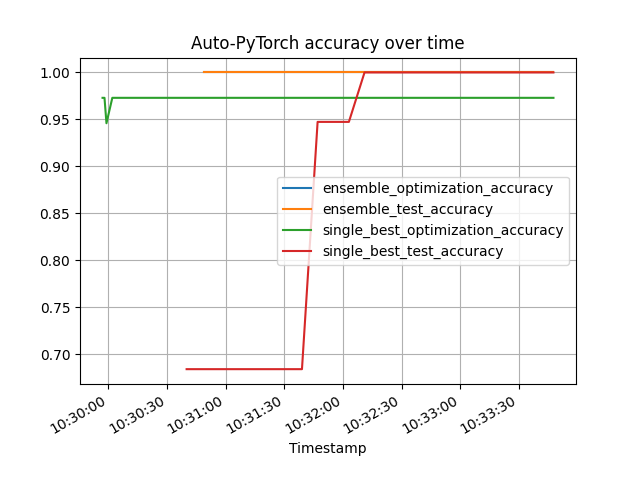 Auto-PyTorch accuracy over time
1.00
0.95
0.90
0.85
0.80
0.75
0.70
ensemble_optimization_accuracy
ensemble_test_accuracy
single_best_optimization_accuracy
single_best_test_accuracy
10:30:00
10:30:30
10:31:00
10:31:30
10:32:00
10:32:30
10:33:00
10:33:30
Timestamp